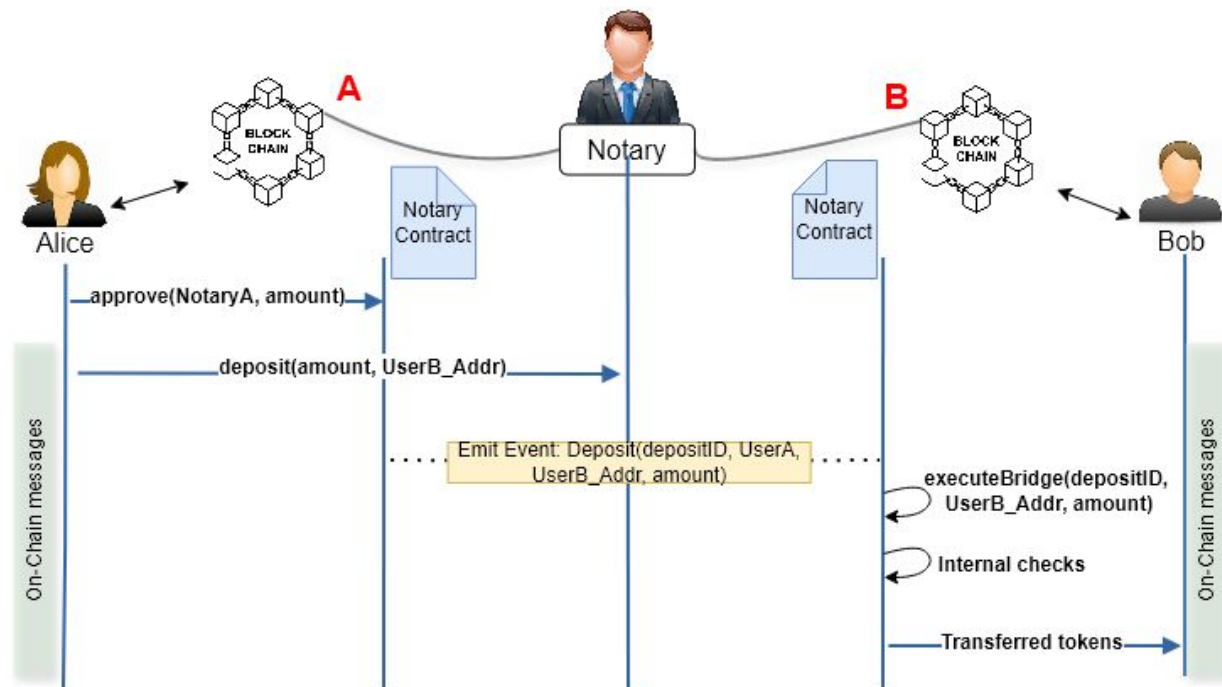 A
B
BLOCK
CHAIN
BLOCK
CHAIN
Notary
Notary
Contract
Notary
Contract
Alice
Bob
approve(NotaryA, amount)
deposit(amount, UserB_Addr)
Emit Event: Deposit(depositID, UserA,
UserB_Addr, amount)
executeBridge(depositID,
UserB_Addr, amount)
Internal checks
Transferred tokens
On-Chain messages
On-Chain messages